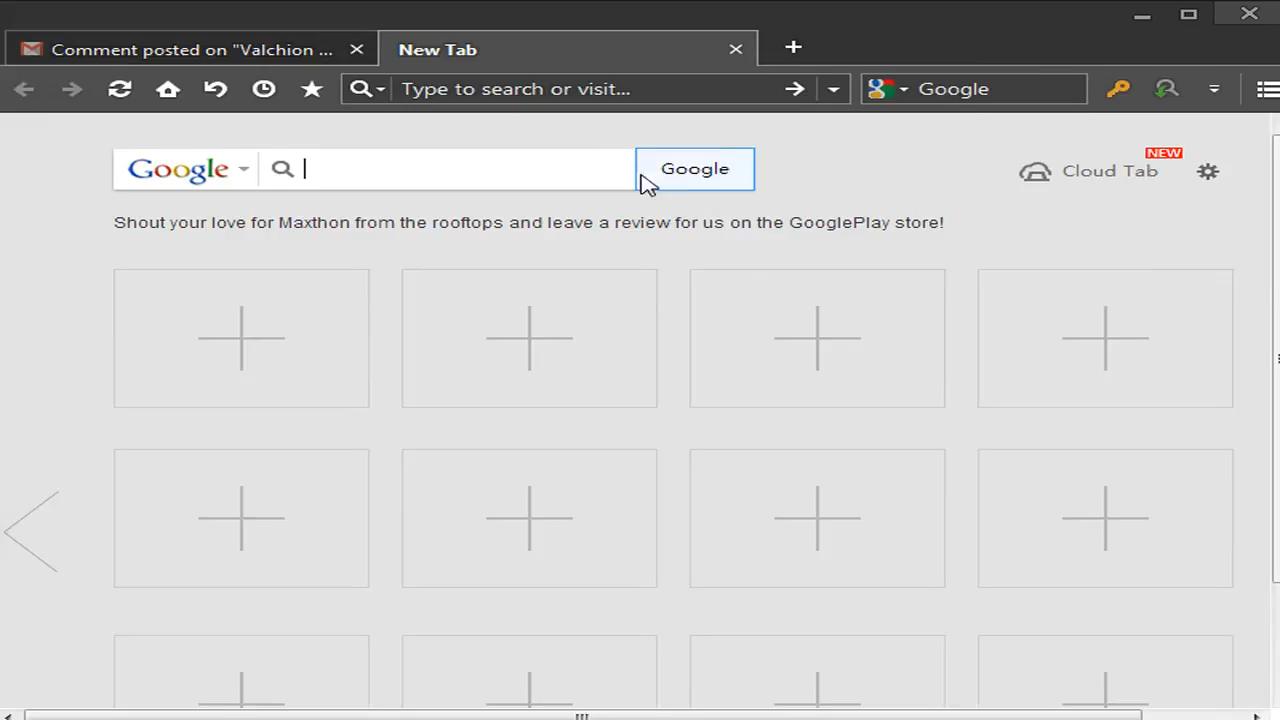 Comment posted on "Valchion ...
New Tab
Type to search or visit...
Google
Google
Google
NEW
Cloud Tab
Shout your love for Maxthon from the rooftops and leave a review for us on the GooglePlay store!